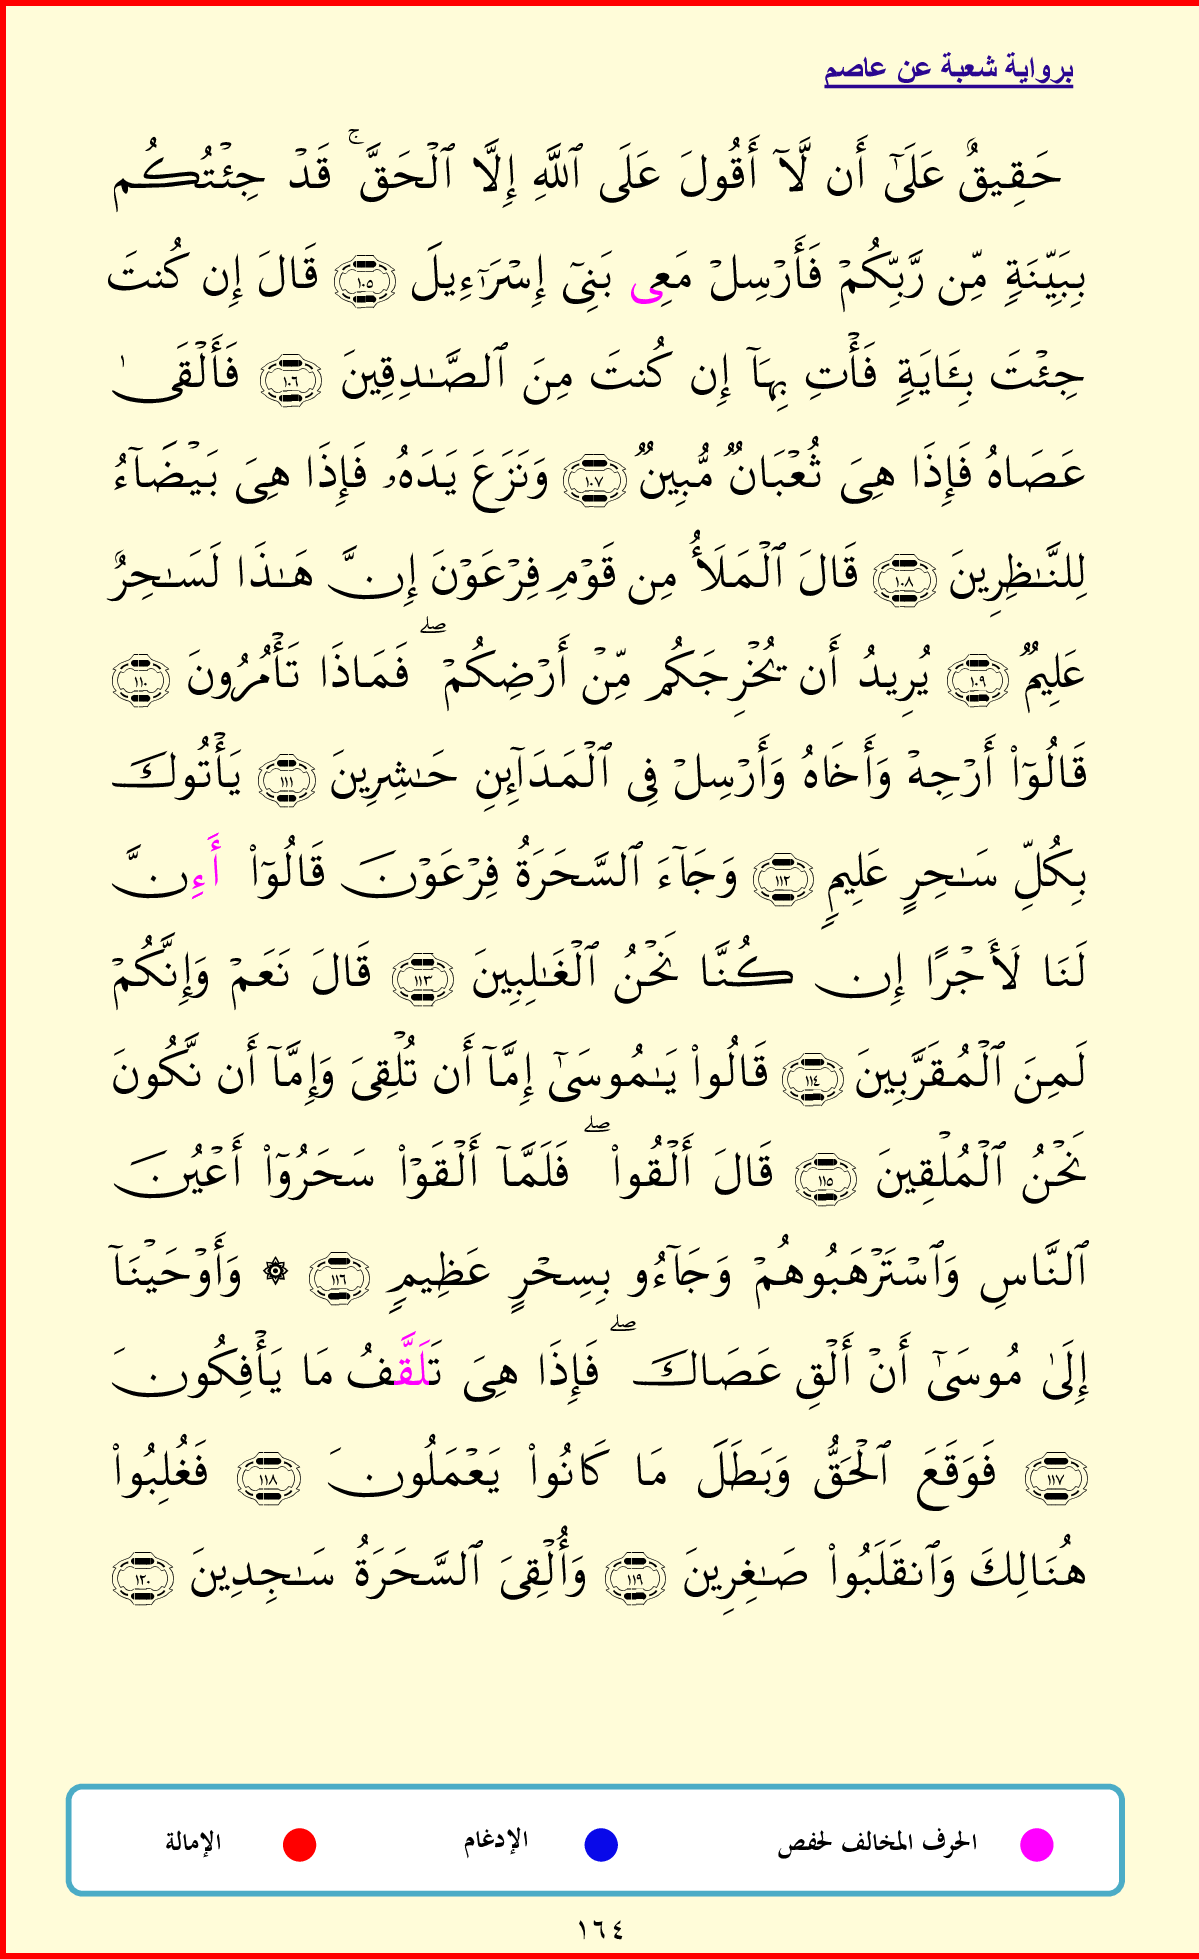 برواية شعبة عن عاصم
حَقِيقٌ عَلَىٰٓ أَن لَّآ أَقُولَ عَلَى ٱللَّهِ إِلَّا ٱلۡحَقَّۚ قَدۡ جِئۡتُكُم
بِبَيِّنَةٖ مِّن رَّبِّكُمۡ فَأَرۡسِلۡ مَعِي بَنِيٓ إِسۡرَٰٓءِيلَ ١٠٥ قَالَ إِن كُنتَ
جِئۡتَ بِـَٔايَةٖ فَأۡتِ بِهَآ إِن كُنتَ مِنَ ٱلصَّٰدِقِينَ ١٠٦ فَأَلۡقَىٰ
عَصَاهُ فَإِذَا هِيَ ثُعۡبَانٞ مُّبِينٞ ١٠٧ وَنَزَعَ يَدَهُۥ فَإِذَا هِيَ بَيۡضَآءُ
لِلنَّٰظِرِينَ ١٠٨ قَالَ ٱلۡمَلَأُ مِن قَوۡمِ فِرۡعَوۡنَ إِنَّ هَٰذَا لَسَٰحِرٌ
عَلِيمٞ ١٠٩ يُرِيدُ أَن يُخۡرِجَكُم مِّنۡ أَرۡضِكُمۡۖ فَمَاذَا تَأۡمُرُونَ ١١٠
قَالُوٓاْ أَرۡجِهۡ وَأَخَاهُ وَأَرۡسِلۡ فِي ٱلۡمَدَآئِنِ حَٰشِرِينَ ١١١ يَأۡتُوكَ
بِكُلِّ سَٰحِرٍ عَلِيمٖ ١١٢ وَجَآءَ ٱلسَّحَرَةُ فِرۡعَوۡنَ قَالُوٓاْ أَءِنَّ
لَنَا لَأَجۡرًا إِن كُنَّا نَحۡنُ ٱلۡغَٰلِبِينَ ١١٣ قَالَ نَعَمۡ وَإِنَّكُمۡ
لَمِنَ ٱلۡمُقَرَّبِينَ ١١٤ قَالُواْ يَٰمُوسَىٰٓ إِمَّآ أَن تُلۡقِيَ وَإِمَّآ أَن نَّكُونَ
نَحۡنُ ٱلۡمُلۡقِينَ ١١٥ قَالَ أَلۡقُواْۖ فَلَمَّآ أَلۡقَوۡاْ سَحَرُوٓاْ أَعۡيُنَ
ٱلنَّاسِ وَٱسۡتَرۡهَبُوهُمۡ وَجَآءُو بِسِحۡرٍ عَظِيمٖ ١١٦ ۞ وَأَوۡحَيۡنَآ
إِلَىٰ مُوسَىٰٓ أَنۡ أَلۡقِ عَصَاكَۖ فَإِذَا هِيَ تَلَقَّفُ مَا يَأۡفِكُونَ
١١٧ فَوَقَعَ ٱلۡحَقُّ وَبَطَلَ مَا كَانُواْ يَعۡمَلُونَ ١١٨ فَغُلِبُواْ
هُنَالِكَ وَٱنقَلَبُواْ صَٰغِرِينَ ١١٩ وَأُلۡقِيَ ٱلسَّحَرَةُ سَٰجِدِينَ ١٢٠
الحرف المخالف لحفص الإدغام الإمالة
١٦٤